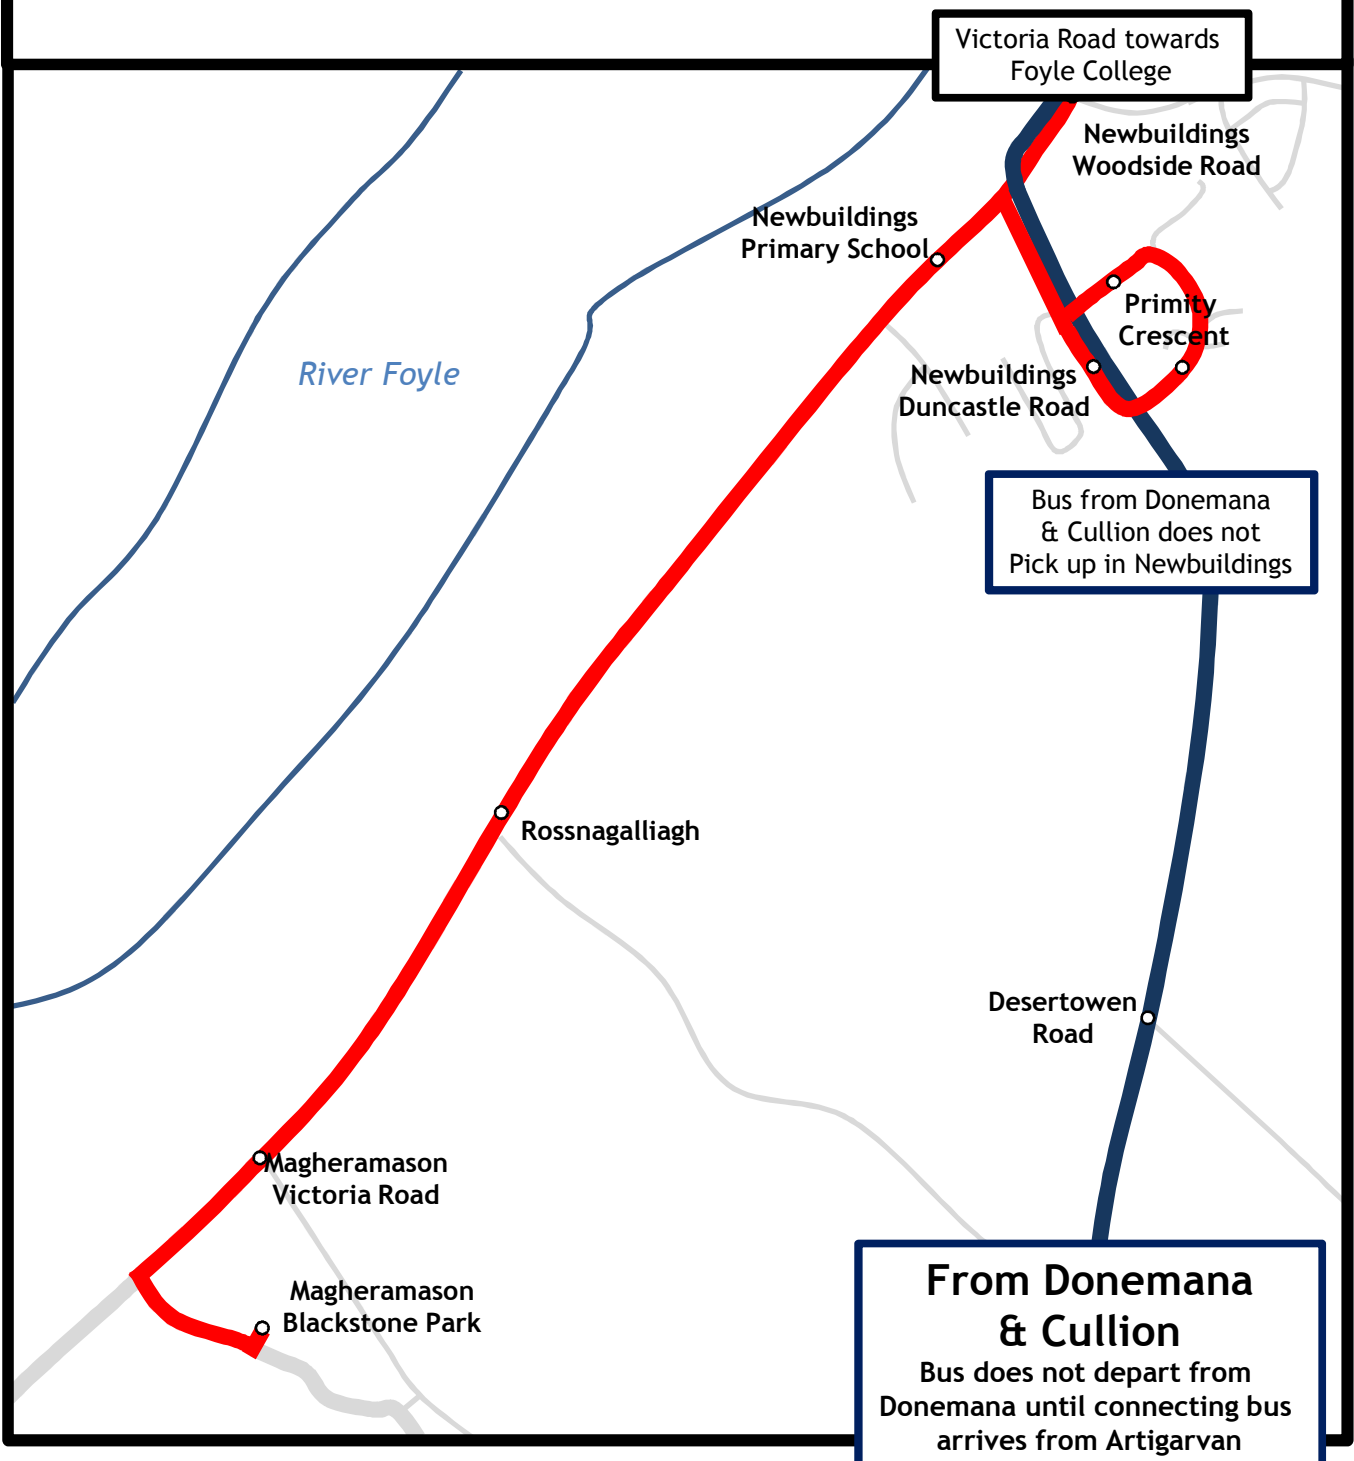 Victoria Road towards
Foyle College
Newbuildings
Woodside Road
Newbuildings
Primary School
Primity
Crescent
River Foyle
Newbuildings
Duncastle Road
Bus from Donemana
& Cullion does not
Pick up in Newbuildings
Rossnagalliagh
Desertowen
Road
Magheramason
Victoria Road
Magheramason
Blackstone Park
From Donemana
& Cullion
Bus does not depart from
Donemana until connecting bus
arrives from Artigarvan